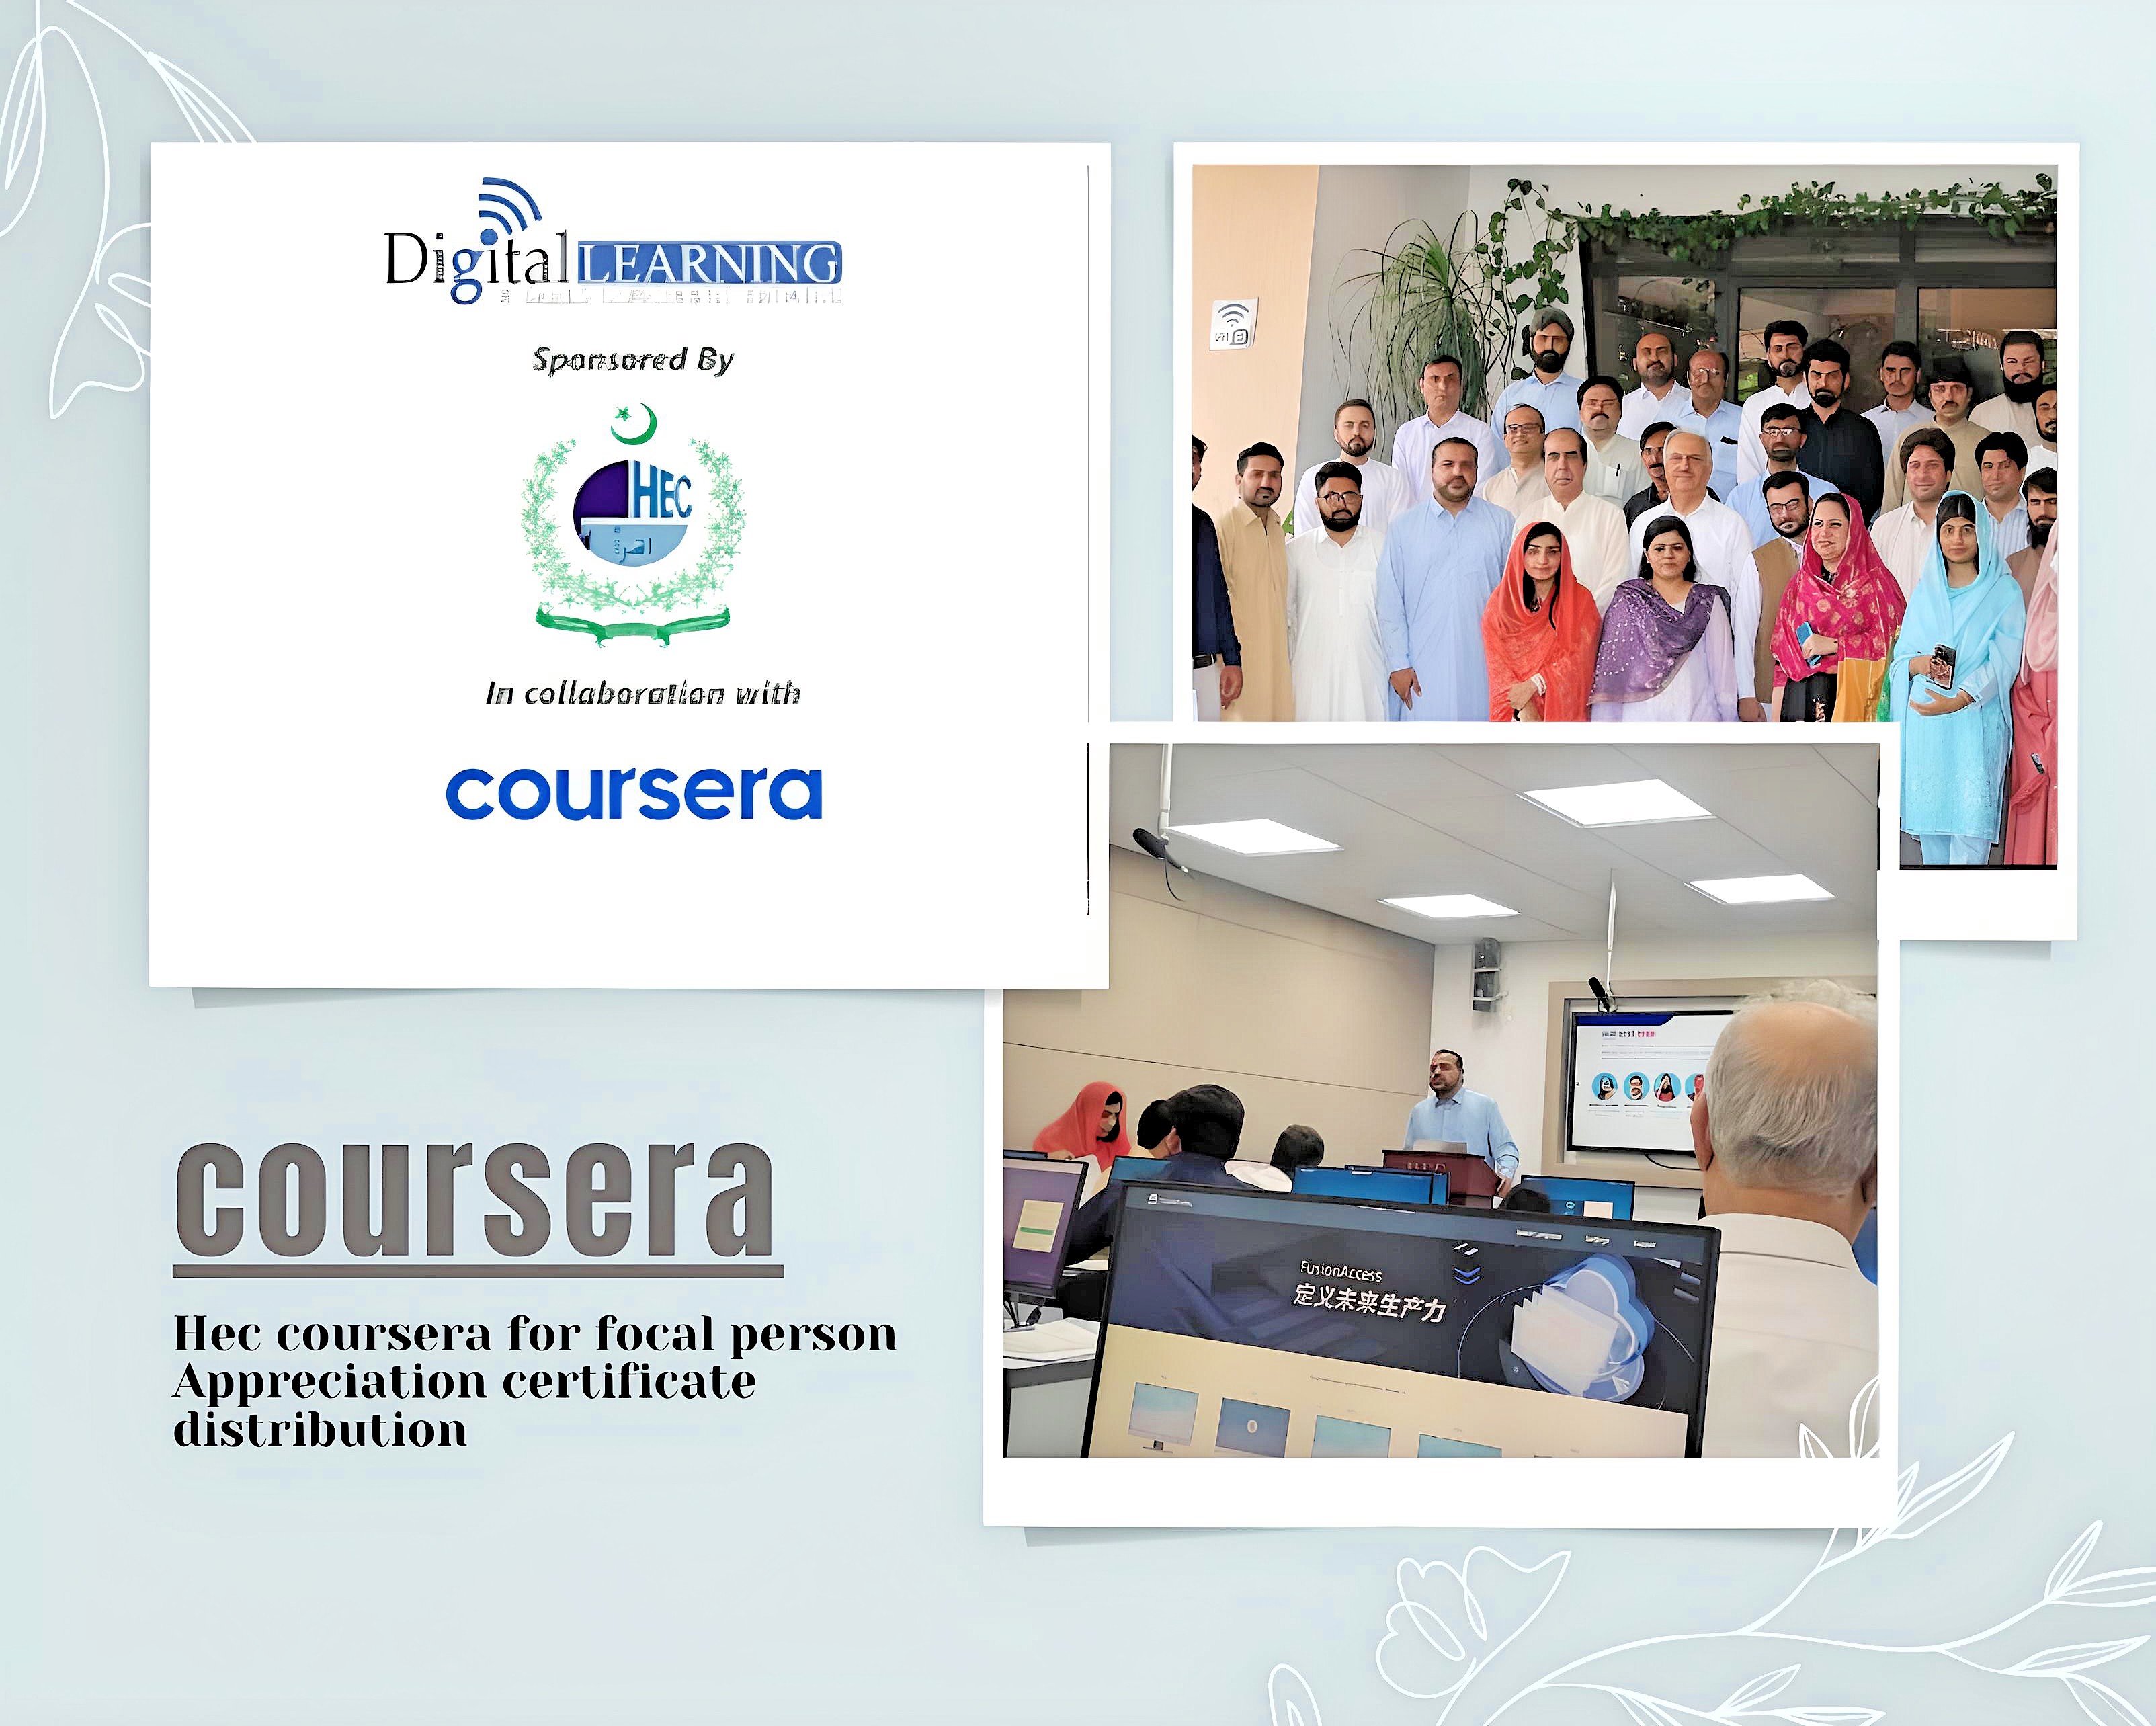 Digital LEARNING
Sponsored By
HEC
In collaboration with
coursera
coursera
Hec coursera for focal person
Appreciation certificate
distribution
FusionAccess
定义未来生产力